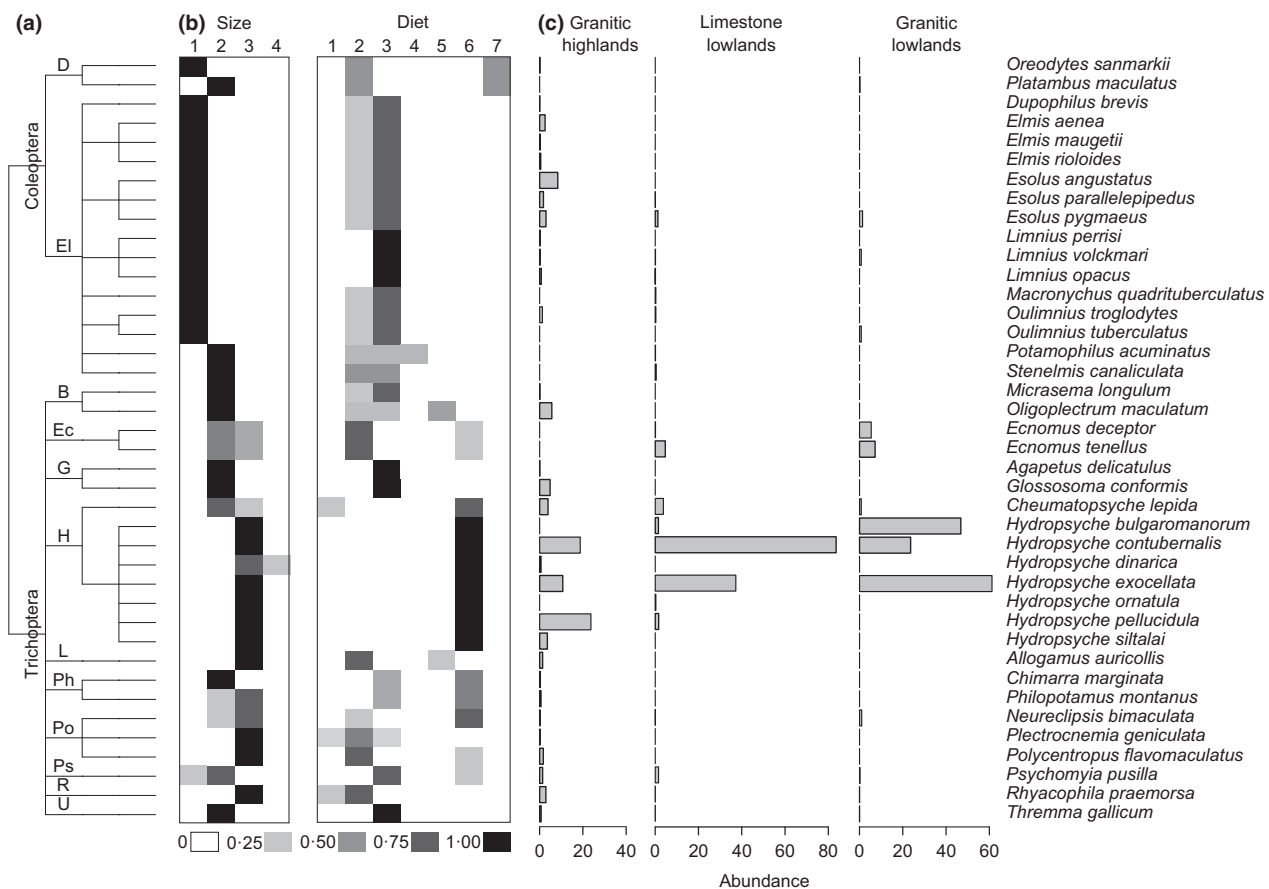 (a) (b) Size Diet (c) Granitic highlands Limestone lowlands Granitic lowlands
1 2 3 4 1 2 3 4 5 6 7
Coleoptera
Trichoptera
D
El
B
Ec
G
H
L
Ph
Po
Ps
R
U
Oreodytes sanmarkii
Platambus maculatus
Dupophilus brevis
Elmis aenea
Elmis maugetii
Elmis rioloides
Esolus angustatus
Esolus parallelepipedus
Esolus pygmaeus
Limnius perrisi
Limnius volckmari
Limnius opacus
Macronychus quadrituberculatus
Oulimnius troglodytes
Oulimnius tuberculatus
Potamophilus acuminatus
Stenelmis canaliculata
Micrasema longulum
Oligoplectrum maculatum
Ecnomus deceptor
Ecnomus tenellus
Agapetus delicatulus
Glossosoma conformis
Cheumatopsyche lepida
Hydropsyche bulgaromanorum
Hydropsyche contubernalis
Hydropsyche dinarica
Hydropsyche exocellata
Hydropsyche ornatula
Hydropsyche pellucidula
Hydropsyche siltalai
Allogamus auricollis
Chimarra marginata
Philopotamus montanus
Neureclipsis bimaculata
Plectrocnemia geniculata
Polycentropus flavomaculatus
Psychomyia pusilla
Rhyacophila praemorsa
Thremma gallicum
0 0·25 0·50 0·75 1·00
0 40 0 40 80 0 20 40 60
Abundance